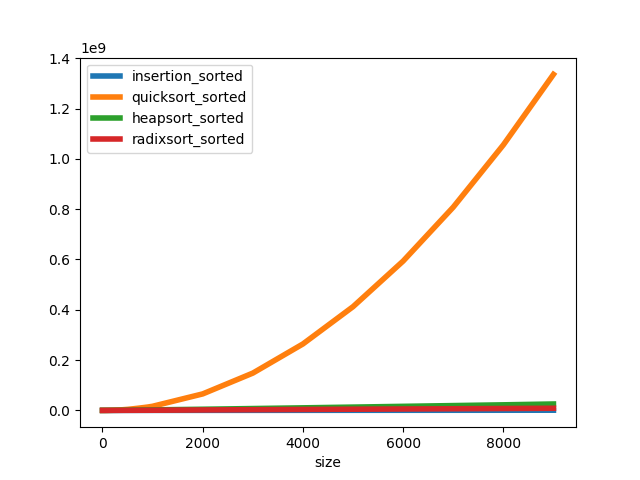 1e9
1.4
1.2
1.0
0.8
0.6
0.4
0.2
0.0
insertion_sorted
quicksort_sorted
heapsort_sorted
radixsort_sorted
0 2000 4000 6000 8000
size